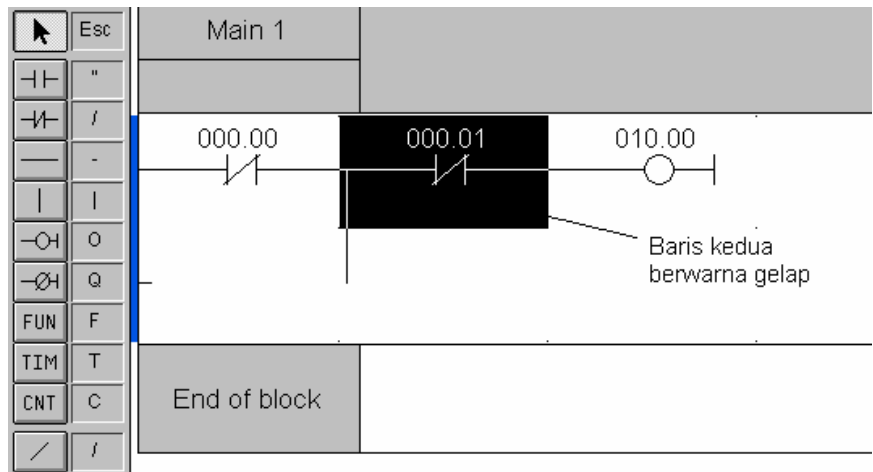 Esc
Main 1
"
/
-
|
O
Q
FUN F
TIM T
CNT C
/
000.00 000.01 010.00
Baris kedua
berwarna gelap
End of block